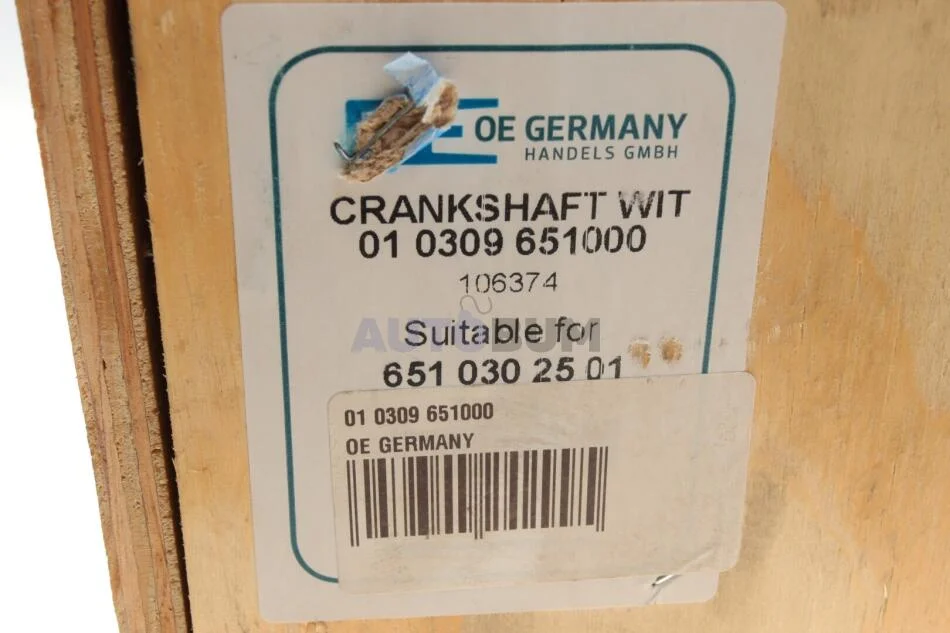 OE GERMANY
HANDELS GMBH
CRANKSHAFT WIT
01 0309 651000
106374
AUTODUM
Suitable for
651 030 25 01
01 0309 651000
OE GERMANY